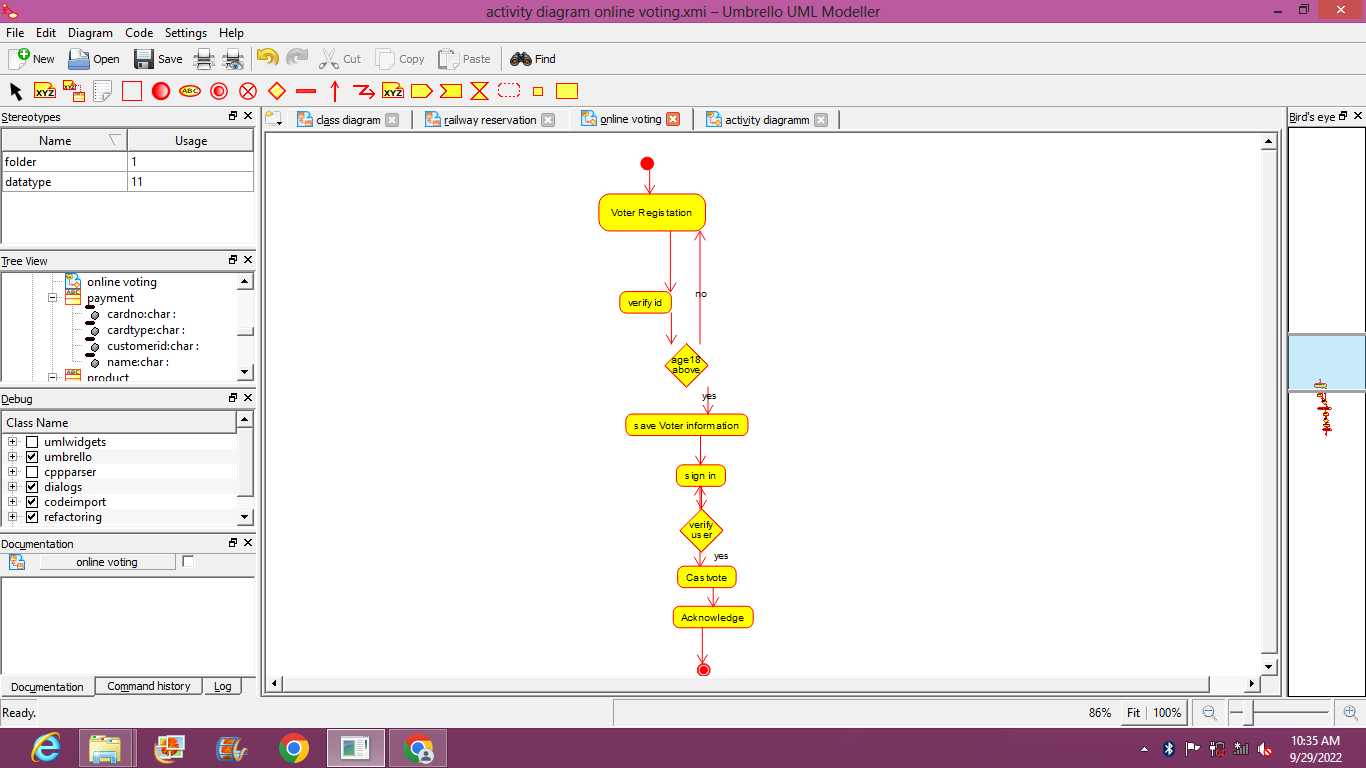 activity diagram online voting.xmi – Umbrello UML Modeller
File Edit Diagram Code Settings Help
New Open Save Cut Copy Paste Find
XYZ XYZ ABC XYZ
Stereotypes
Name Usage
folder 1
datatype 11
Tree View
online voting
payment
cardno:char :
cardtype:char :
customerid:char :
name:char :
product
Debug
Class Name
umlwidgets
umbrello
cppparser
dialogs
codeimport
refactoring
Documentation
online voting
Documentation Command history Log
class diagram railway reservation online voting activity diagramm
Voter Registation
verify id
no
age18
above
yes
save Voter information
sign in
verify
user
yes
Castvote
Acknowledge
Bird's eye
Ready.
86% Fit 100%
10:35 AM
9/29/2022